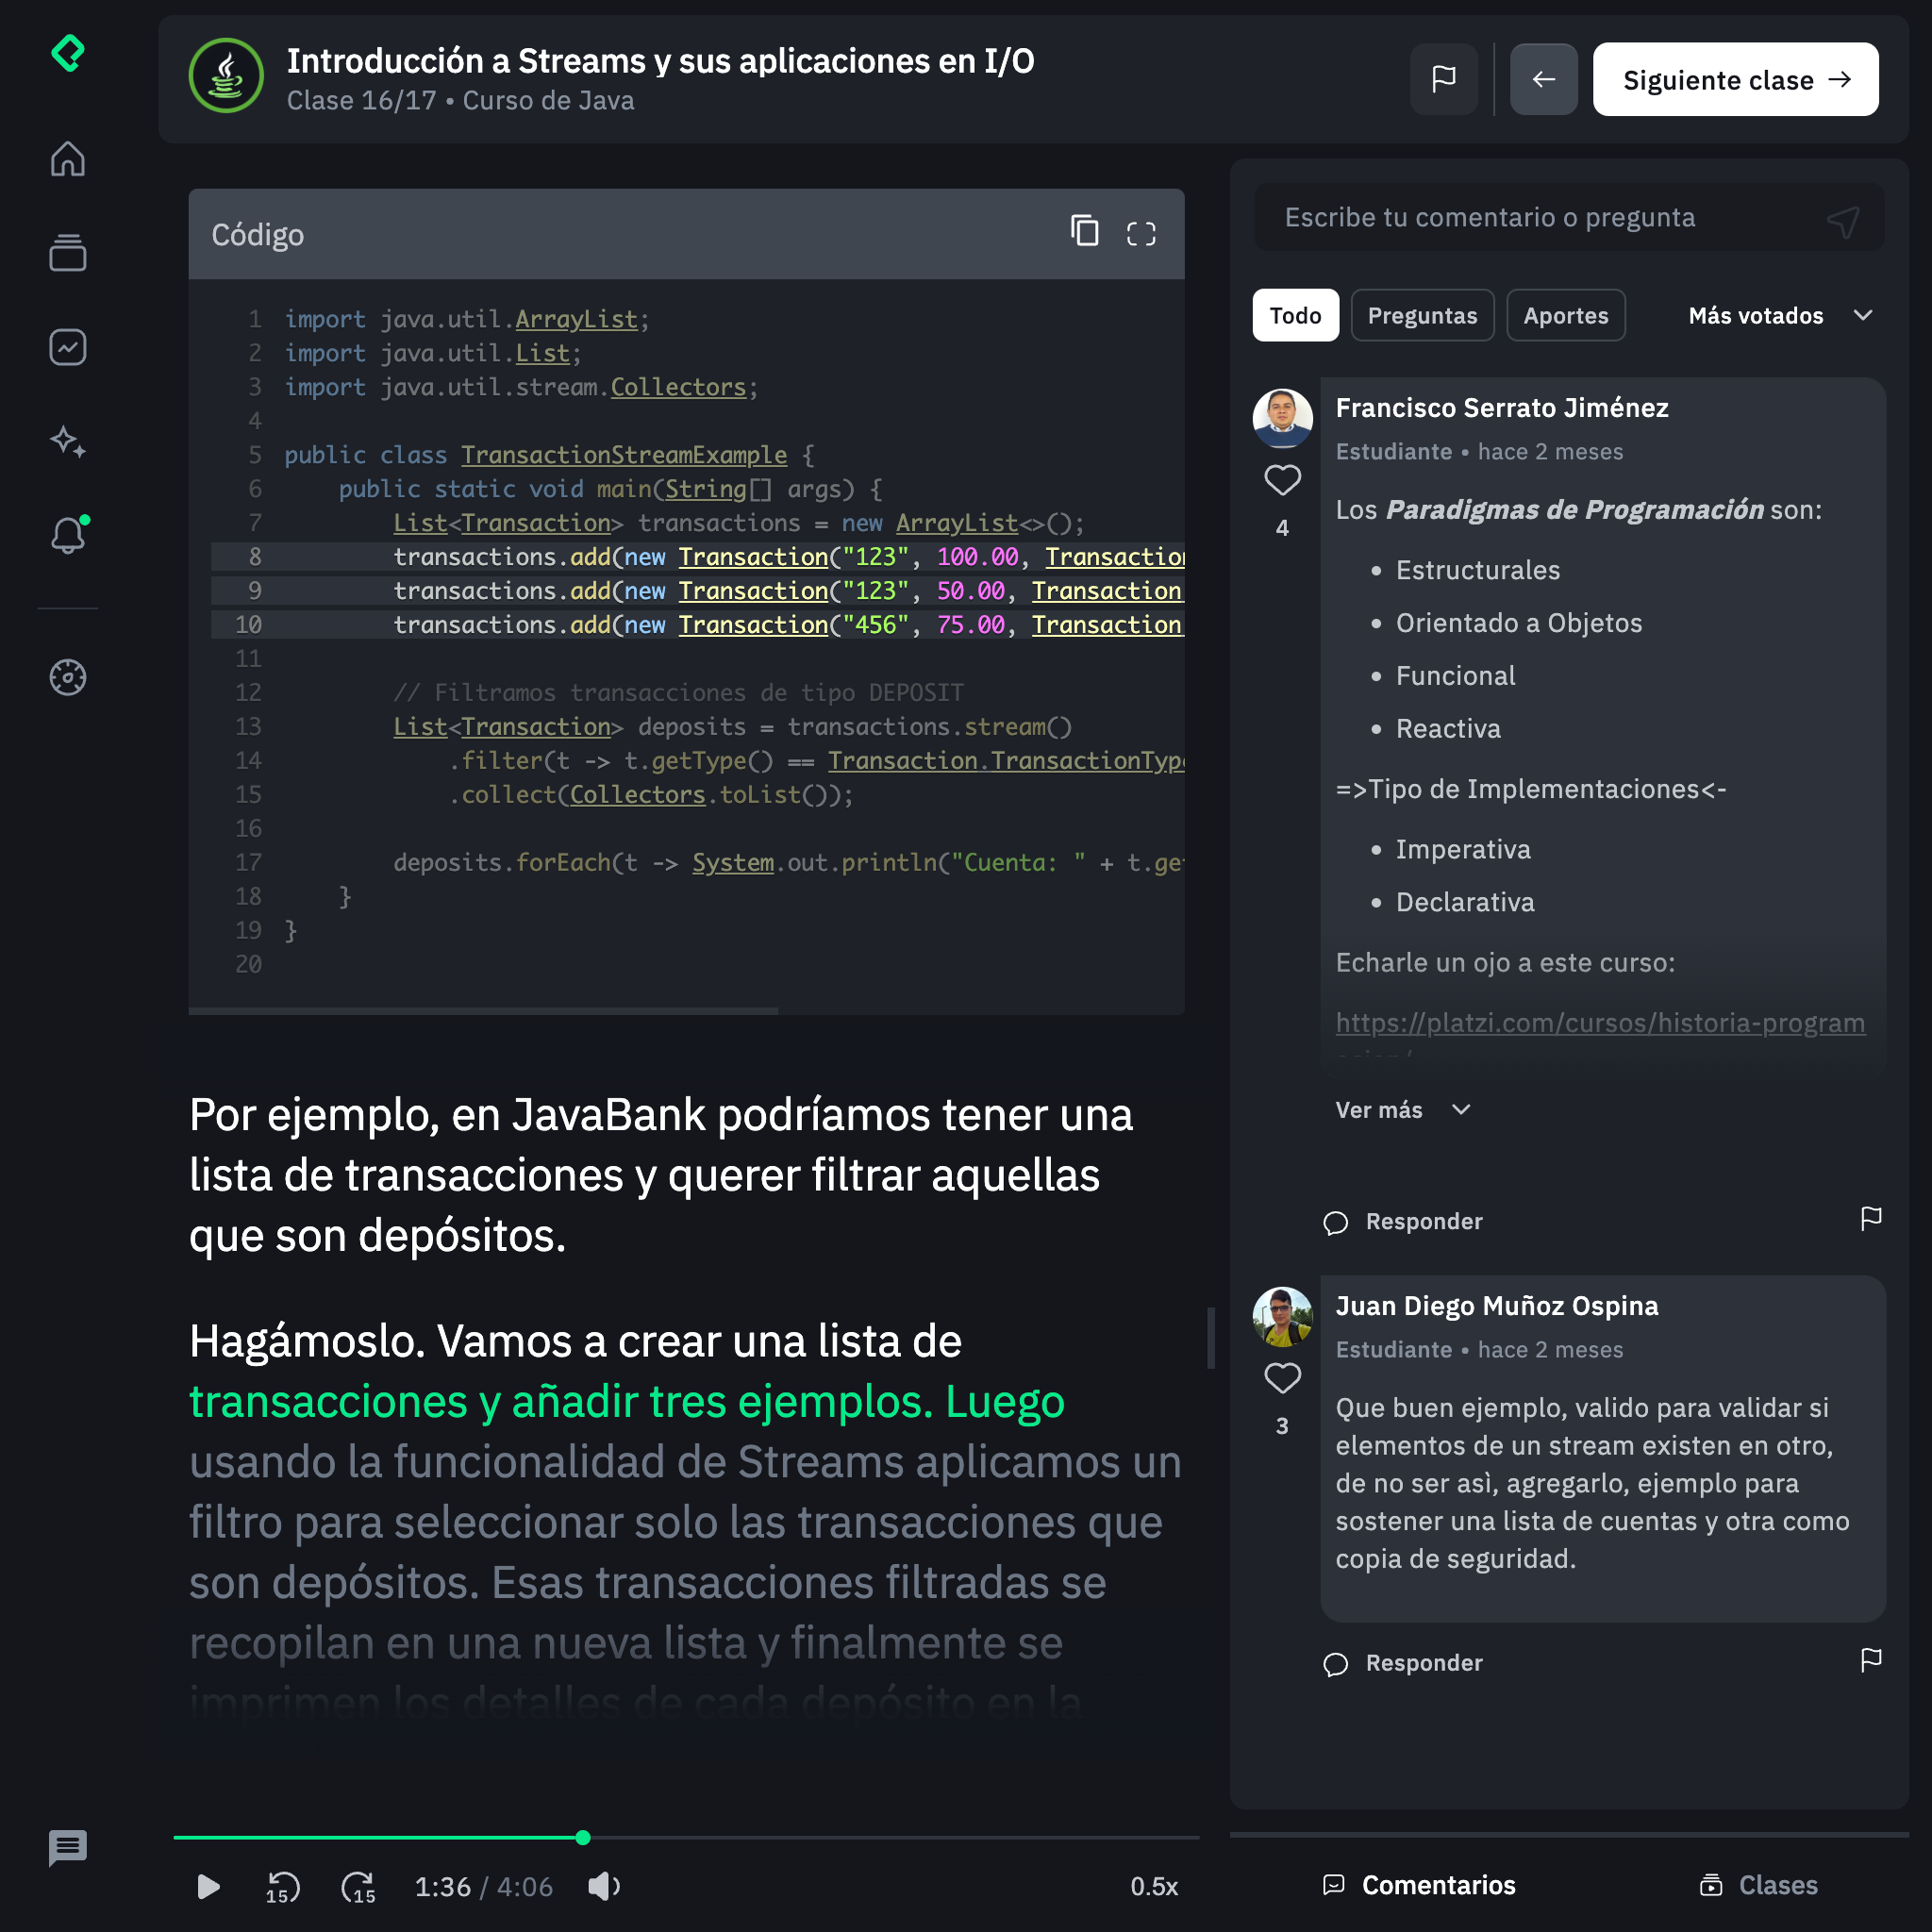 Introducción a Streams y sus aplicaciones en I/O
Clase 16/17 • Curso de Java
Siguiente clase →
Código
1 import java.util.ArrayList;
2 import java.util.List;
3 import java.util.stream.Collectors;
4
5 public class TransactionStreamExample {
6     public static void main(String[] args) {
7         List<Transaction> transactions = new ArrayList<>();
8         transactions.add(new Transaction("123", 100.00, Transaction
9         transactions.add(new Transaction("123", 50.00, Transaction
10         transactions.add(new Transaction("456", 75.00, Transaction
11
12         // Filtramos transacciones de tipo DEPOSIT
13         List<Transaction> deposits = transactions.stream()
14             .filter(t -> t.getType() == Transaction.TransactionType
15             .collect(Collectors.toList());
16
17         deposits.forEach(t -> System.out.println("Cuenta: " + t.get
18     }
19 }
20
Por ejemplo, en JavaBank podríamos tener una
lista de transacciones y querer filtrar aquellas
que son depósitos.
Hagámoslo. Vamos a crear una lista de
transacciones y añadir tres ejemplos. Luego
usando la funcionalidad de Streams aplicamos un
filtro para seleccionar solo las transacciones que
son depósitos. Esas transacciones filtradas se
recopilan en una nueva lista y finalmente se
imprimen los detalles de cada depósito en la
15 15 1:36 / 4:06 0.5x
Escribe tu comentario o pregunta
Todo Preguntas Aportes Más votados
Francisco Serrato Jiménez
Estudiante • hace 2 meses
4
Los Paradigmas de Programación son:
• Estructurales
• Orientado a Objetos
• Funcional
• Reactiva
=>Tipo de Implementaciones<-
• Imperativa
• Declarativa
Echarle un ojo a este curso:
https://platzi.com/cursos/historia-program
Ver más
Responder
Juan Diego Muñoz Ospina
Estudiante • hace 2 meses
3
Que buen ejemplo, valido para validar si
elementos de un stream existen en otro,
de no ser asì, agregarlo, ejemplo para
sostener una lista de cuentas y otra como
copia de seguridad.
Responder
Comentarios Clases